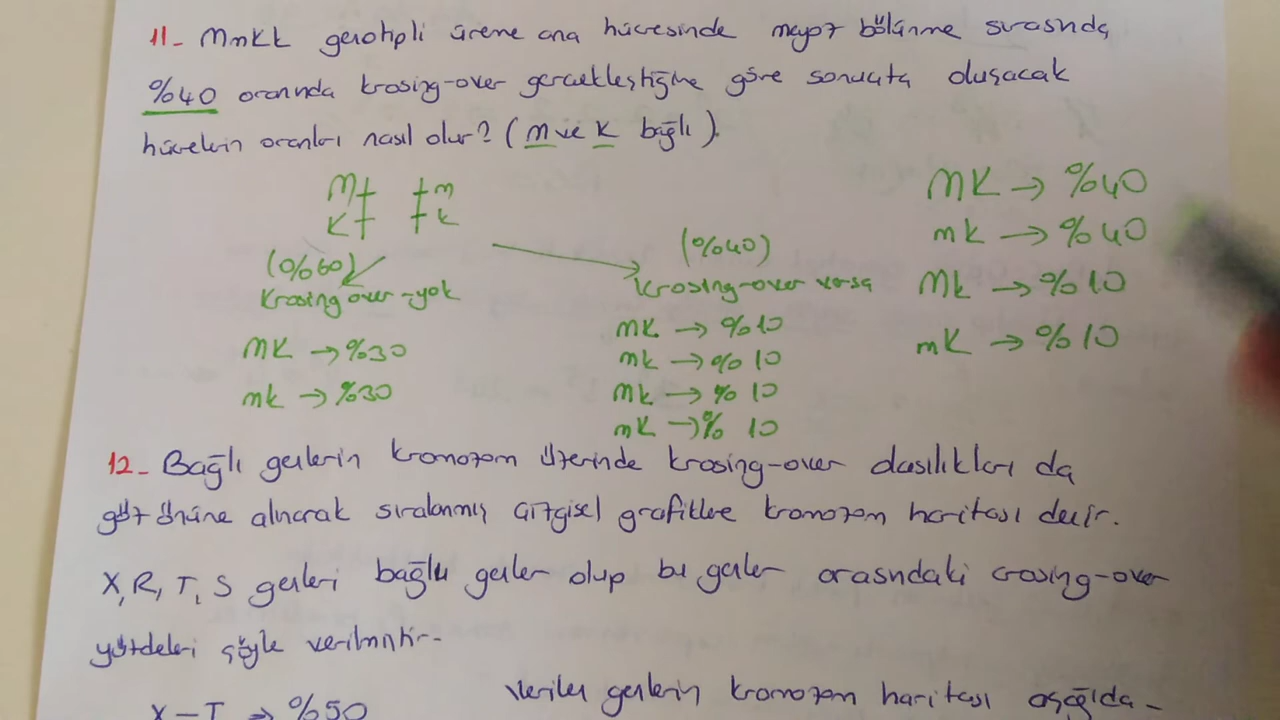 11- MmKk genotipli üreme ana hücresinde mayoz bölünme sırasında
%40 oranında krosing-over gerçekleştiğine göre sonuçta oluşacak
hücrelerin oranları nasıl olur? (M ve K bağlı).
M m
K k
(%60)
Krosing over-yok
MK → %30
mk → %30
(%40)
Krosing-over varsa
MK → %10
mk → %10
Mk → %10
mK → %10
MK → %40
mk → %40
Mk → %10
mK → %10
12- Bağlı genlerin kromozom üzerinde krosing-over olasılıkları da
göz önüne alınarak sıralanmış çizgisel grafiklere kromozom haritası denir.
X, R, T, S genleri bağlı genler olup bu genler arasındaki crosing-over
yüzdeleri şöyle verilmiştir.
X-T → %50
Verilen genlerin kromozom haritası aşağıda-